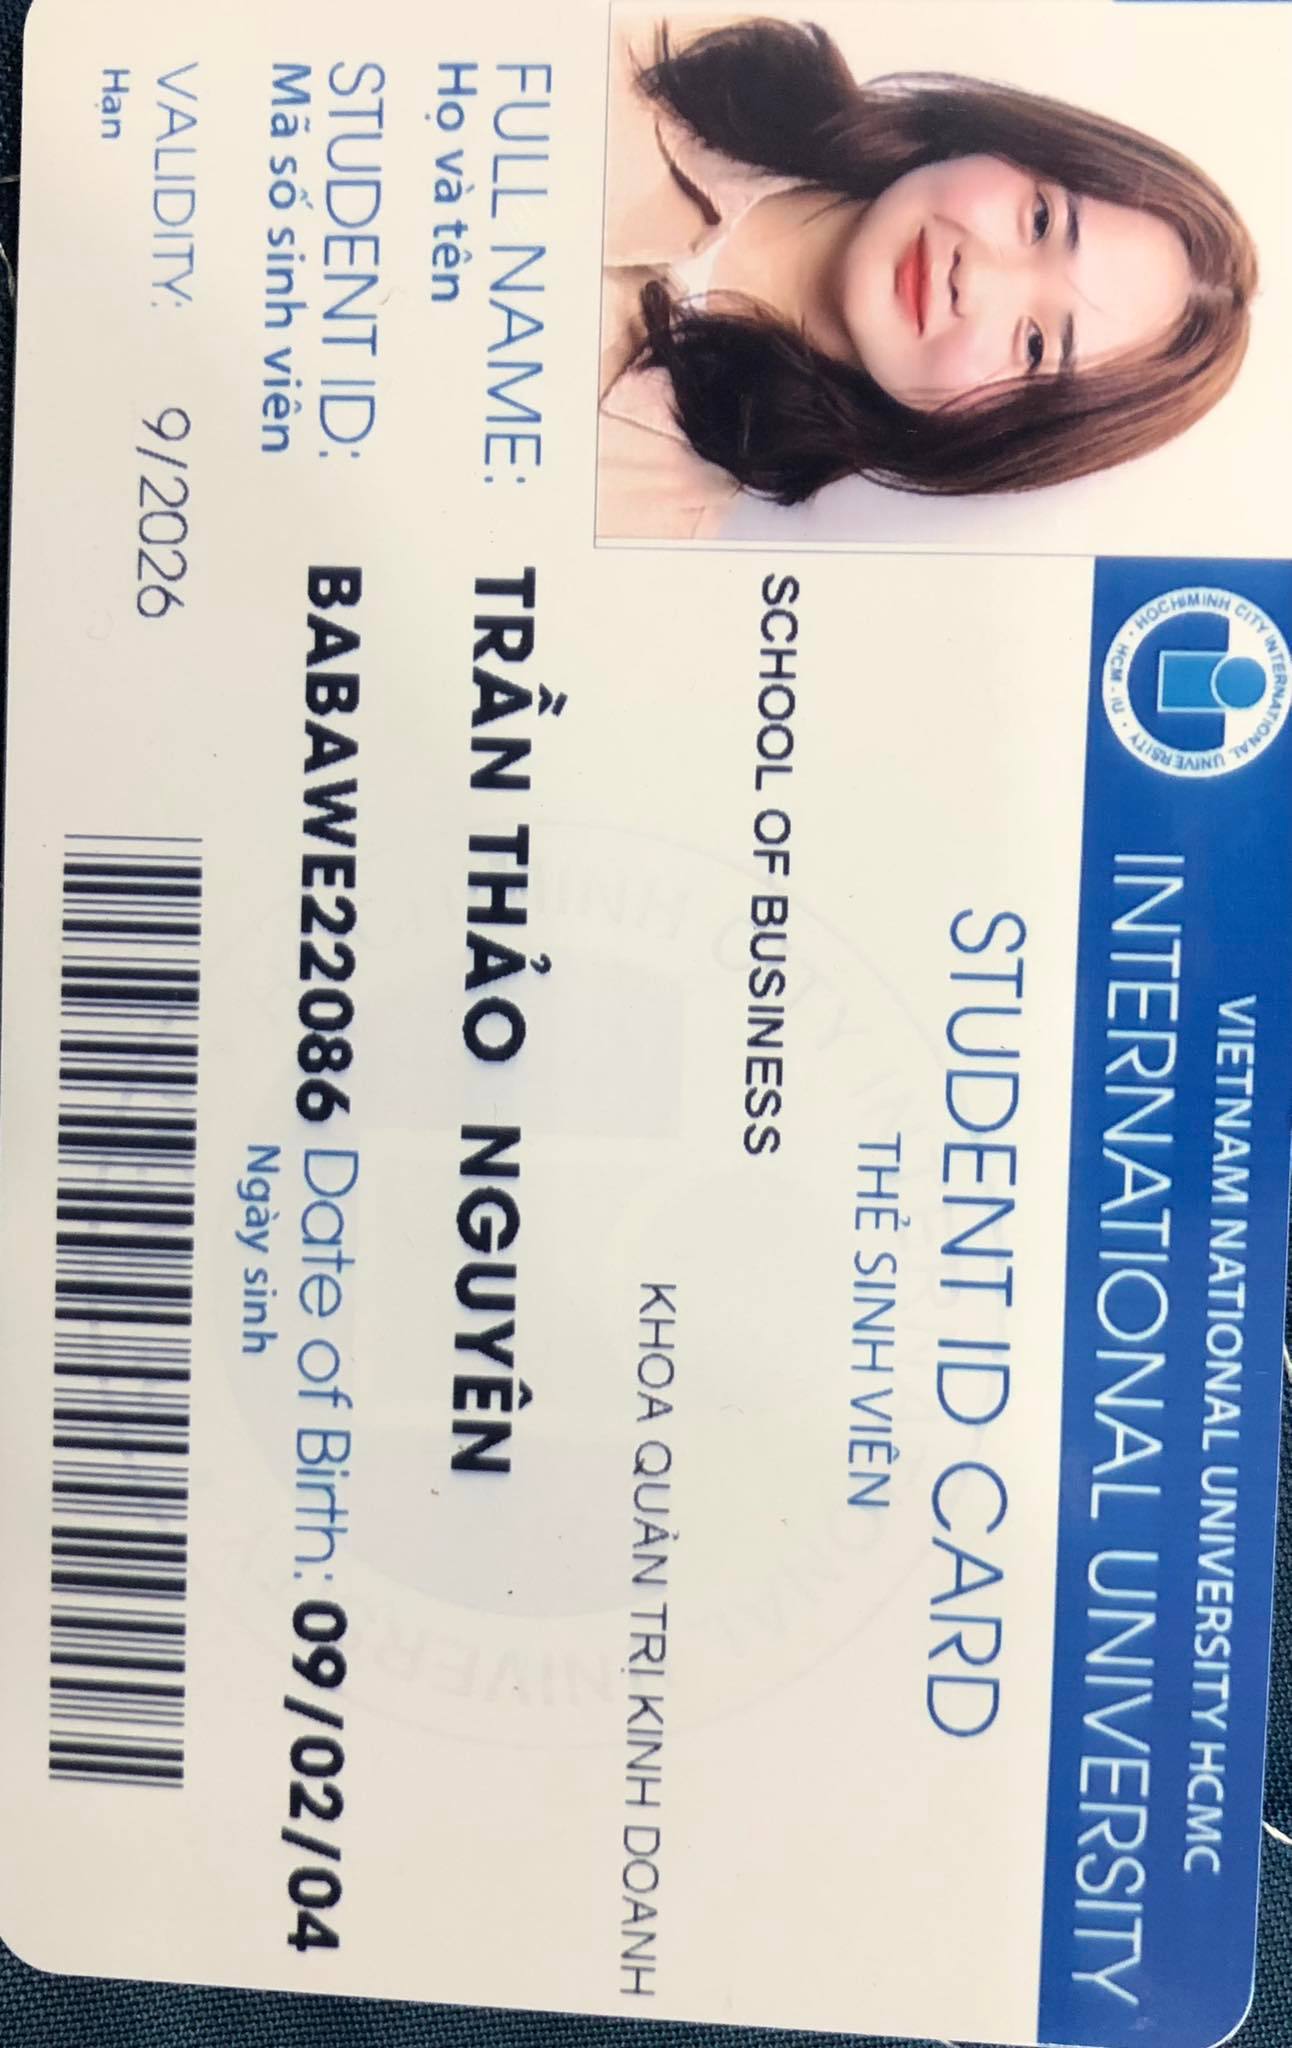 HOCHIMINH CITY INTERNATIONAL UNIVERSITY
HCM - IU
VIETNAM NATIONAL UNIVERSITY HCMC
INTERNATIONAL UNIVERSITY
STUDENT ID CARD
THẺ SINH VIÊN
SCHOOL OF BUSINESS
KHOA QUẢN TRỊ KINH DOANH
FULL NAME: TRẦN THẢO NGUYÊN
Họ và tên
STUDENT ID: BABAWE22086 Date of Birth: 09/02/04
Mã số sinh viên Ngày sinh
VALIDITY: 9/2026
Hạn